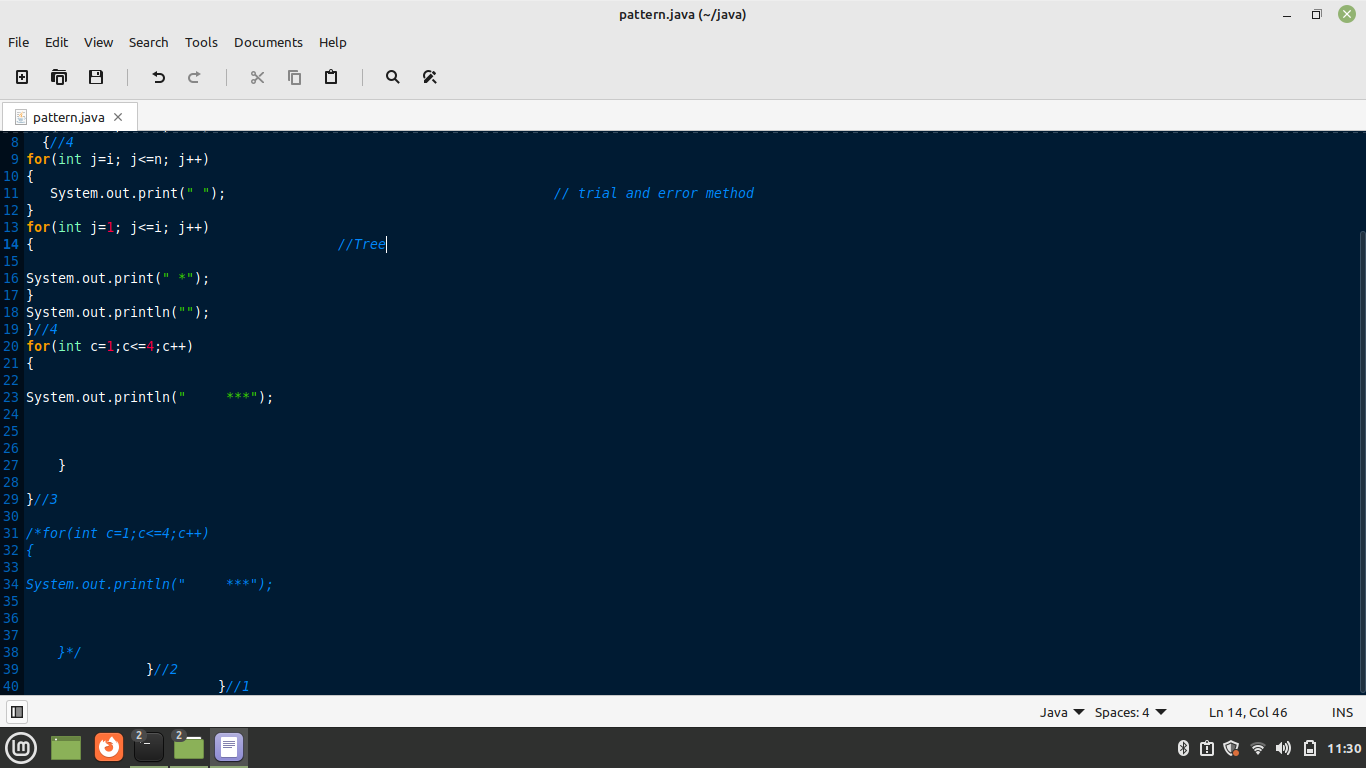 pattern.java (~/java)
File Edit View Search Tools Documents Help
pattern.java
8   {//4
9 for(int j=i; j<=n; j++)
10 {
11    System.out.print(" ");                                         // trial and error method
12 }
13 for(int j=1; j<=i; j++)
14 {                                      //Tree
15
16 System.out.print(" *");
17 }
18 System.out.println("");
19 }//4
20 for(int c=1;c<=4;c++)
21 {
22
23 System.out.println("     ***");
24
25
26
27     }
28
29 }//3
30
31 /*for(int c=1;c<=4;c++)
32 {
33
34 System.out.println("     ***");
35
36
37
38     }*/
39                }//2
40                         }//1
Java Spaces: 4 Ln 14, Col 46 INS
2 2 11:30